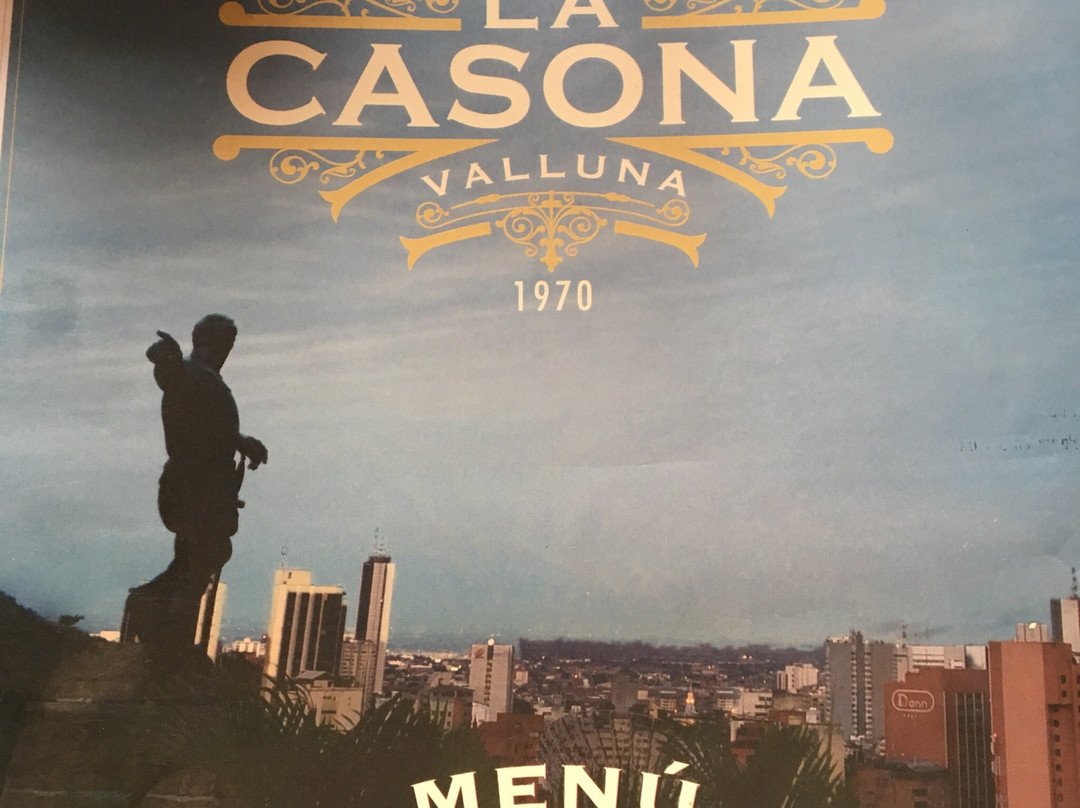 LA
CASONA
VALLUNA
1970
Dann
MENÚ